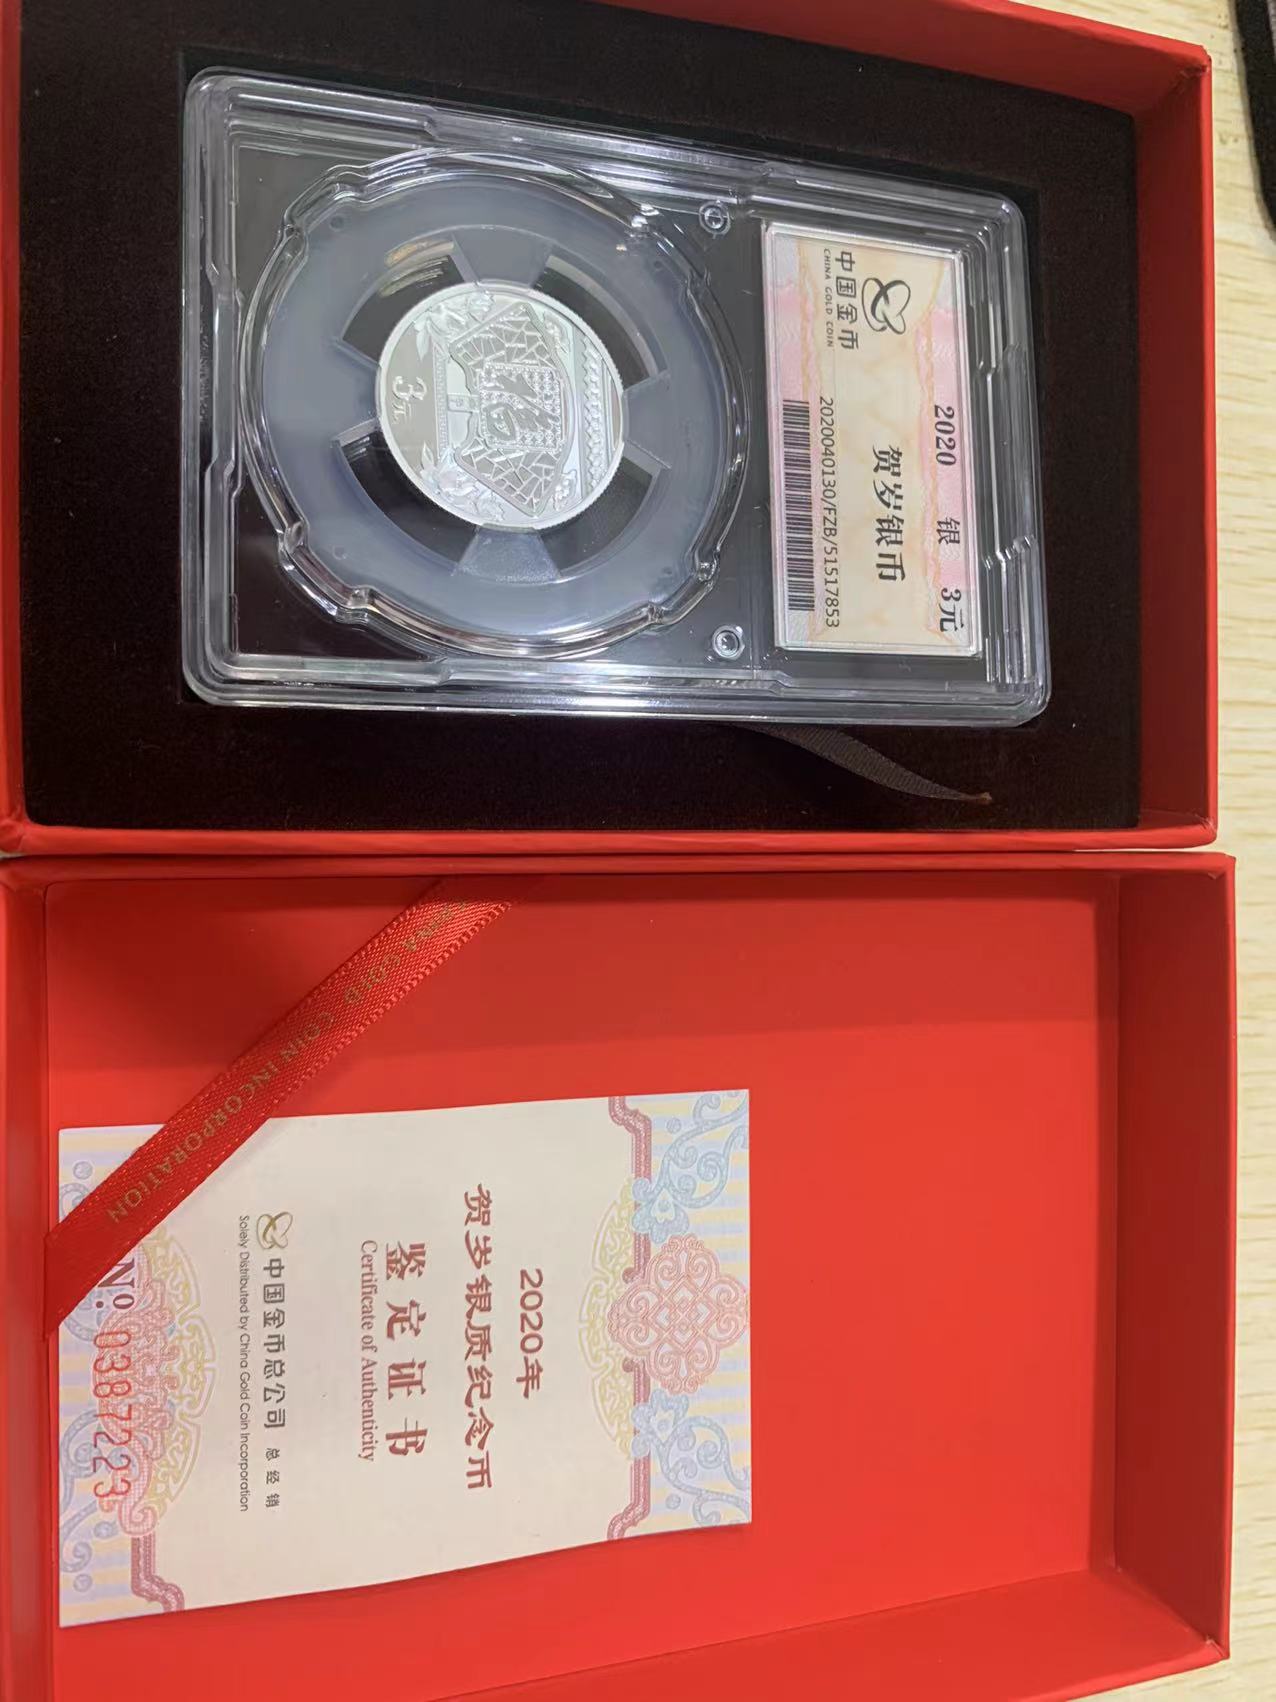 中国金币
CHINA GOLD COIN
2020 银 3元
贺岁银币
2020040130/FZB/51517853
福
3元
CHINA GOLD COIN INCORPORATION
2020年
贺岁银质纪念币
鉴定证书
Certificate of Authenticity
中国金币总公司 总经销
Solely Distributed by China Gold Coin Incorporation
No. 0387223